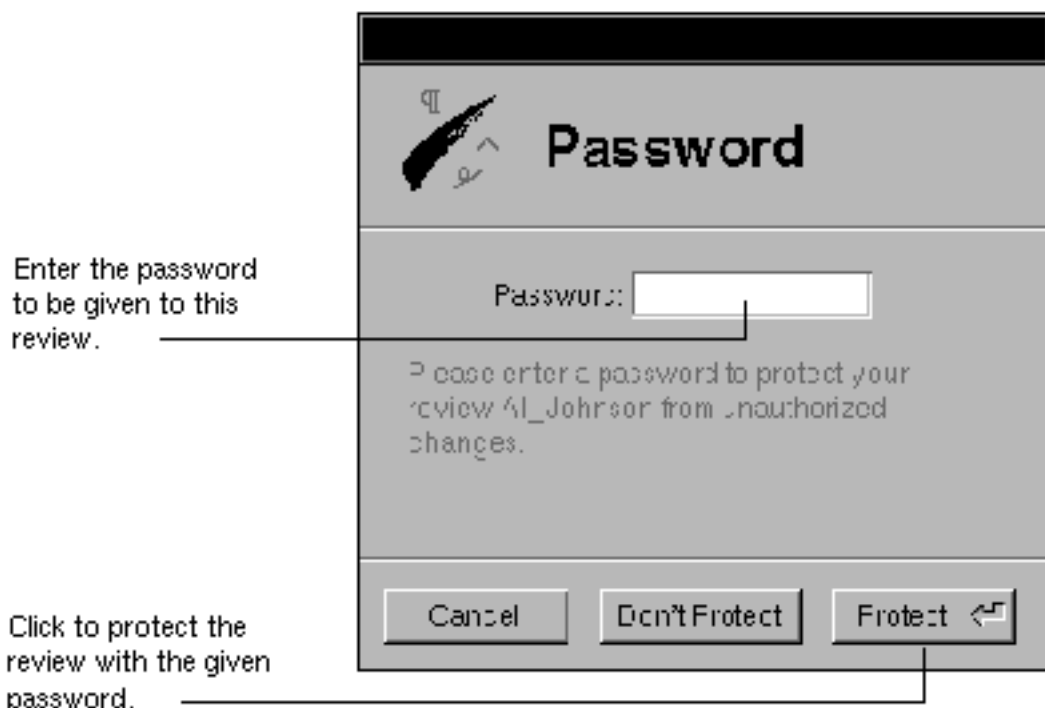 ¶
Password
Enter the password
to be given to this
review.
Password:
Please enter a password to protect your
review Al_Johnson from unauthorized
changes.
Cancel
Don't Protect
Protect
Click to protect the
review with the given
password.